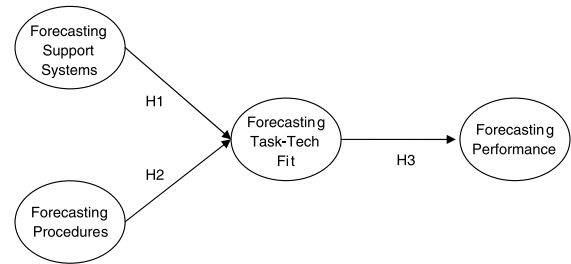 Forecasting
Support
Systems
H1
Forecasting
Task-Tech
Fit
H3
Forecasting
Performance
H2
Forecasting
Procedures